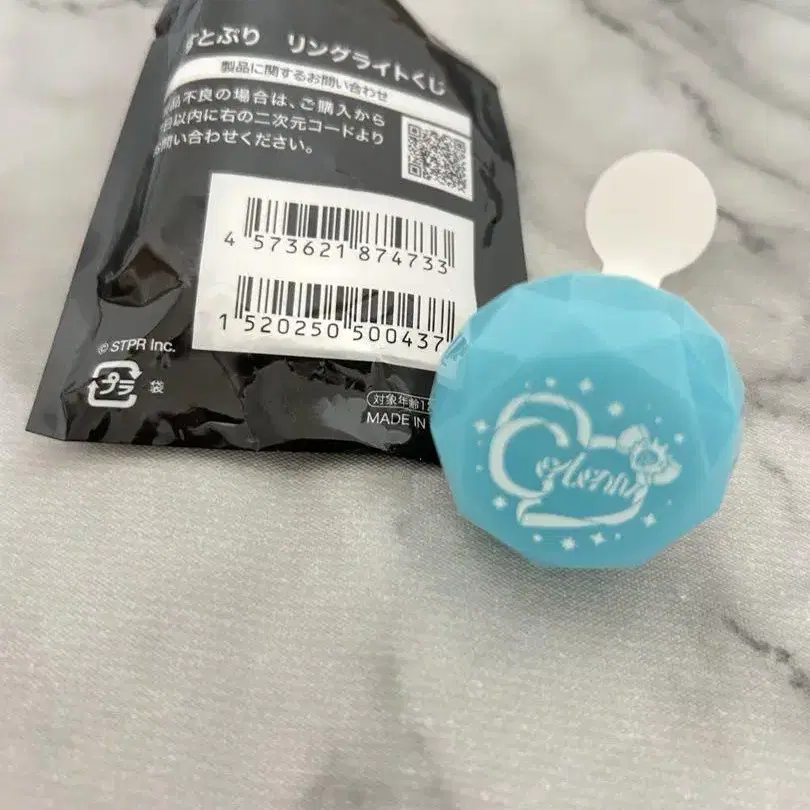 すとぷり リングライトくじ
製品に関するお問い合わせ
品不良の場合は、ご購入から
日以内に右の二次元コードより
お問い合わせください。
4 573621 874733
1 520250 500437
© STPR Inc.
プラ 袋
対象年齢1
MADE IN
Colon